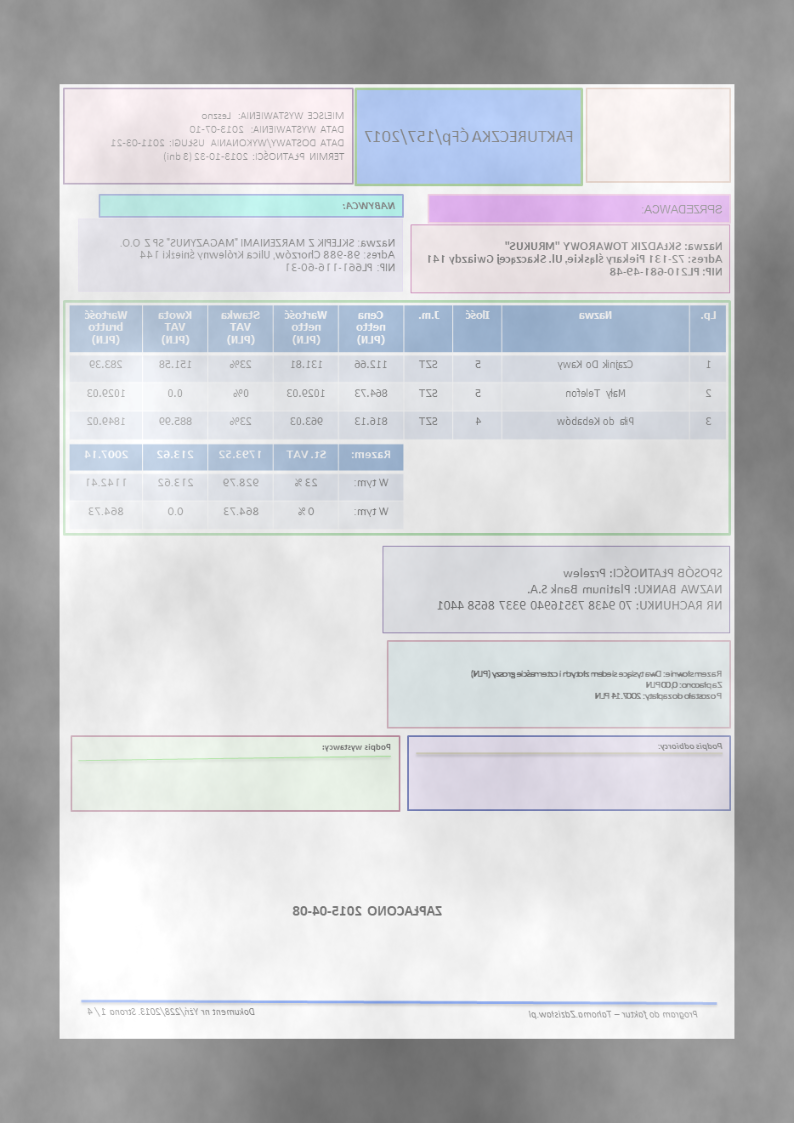 FAKTURECZKA ĆFp/157/2017
MIEJSCE WYSTAWIENIA: Leszno
DATA WYSTAWIENIA: 2013-07-10
DATA DOSTAWY/WYKONANIA USŁUGI: 2011-03-21
TERMIN PŁATNOŚCI: 2013-10-32 (3 dni)
SPRZEDAWCA:
Nazwa: SKŁADZIK TOWAROWY "MRUKUS"
Adres: 72-131 Piekary Śląskie, Ul. Skaczącej Gwiazdy 141
NIP: PL210-681-49-48
NABYWCA:
Nazwa: SKLEPIK Z MARZENIAMI "MAGAZYNUS" SP Z O.O.
Adres: 98-988 Chorzów, Ulica Królewny śnieżki 144
NIP: PL661-116-60-31
Lp. Nazwa Ilość J.m. Cena netto (PLN) Wartość netto (PLN) Stawka VAT (PLN) Kwota VAT (PLN) Wartość brutto (PLN)
1 Czajnik Do Kawy 5 SZT 112.66 131.81 23% 151.58 283.39
2 Mały Telefon 5 SZT 864.73 1029.03 0% 0.0 1029.03
3 Piła do Kebabów 4 SZT 816.13 963.03 23% 885.99 1849.02
Razem: St. VAT 1793.52 213.62 2007.14
W tym: 23 % 928.79 213.62 1142.41
W tym: 0 % 864.73 0.0 864.73
SPOSÓB PŁATNOŚCI: Przelew
NAZWA BANKU: Platinum Bank S.A.
NR RACHUNKU: 70 9438 73516940 9337 8658 4401
Razem słownie: Dwa tysiące siedem złotych i czternaście groszy (PLN)
Zapłacono: 0,00 PLN
Pozostało do zapłaty: 2007.14 PLN
Podpis odbiorcy:
Podpis wystawcy:
ZAPŁACONO 2015-04-08
Program do faktur – Tahoma.Zdzisław.pl
Dokument nr Yźń/228/2013. Strona 1 / 4